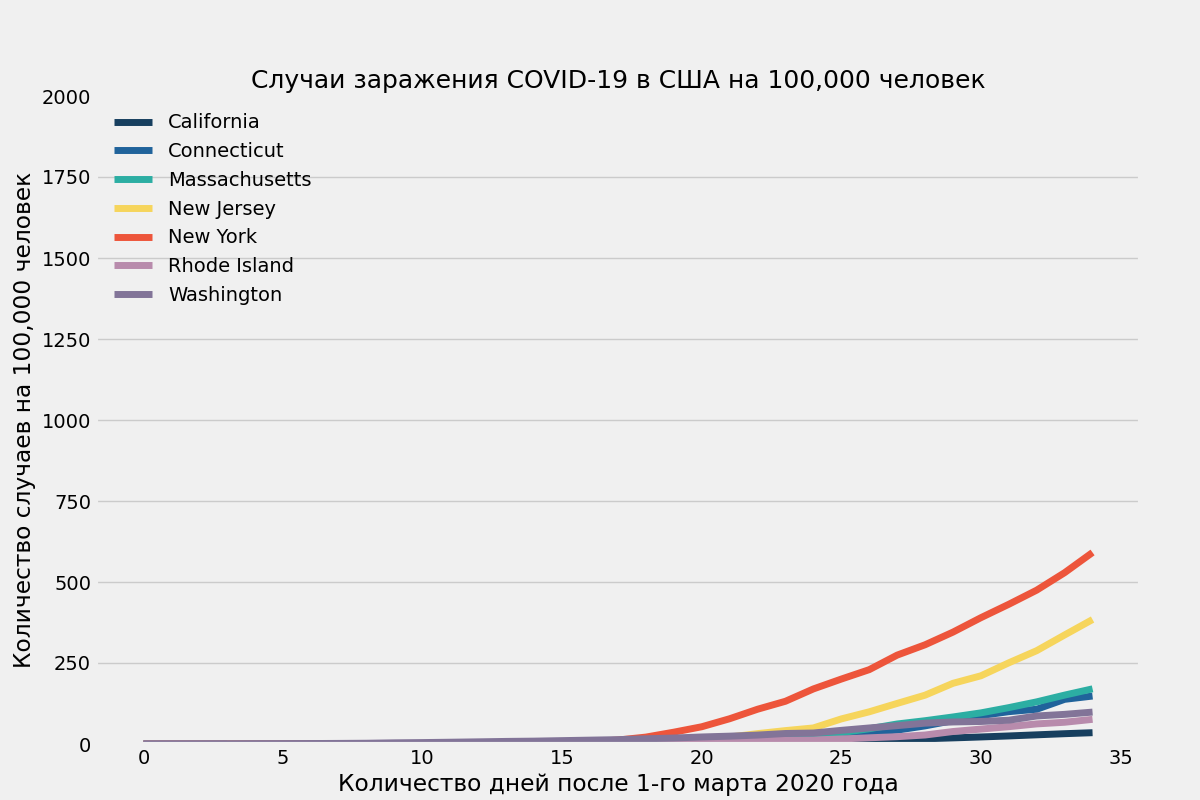 Случаи заражения COVID-19 в США на 100,000 человек
Количество случаев на 100,000 человек
2000
1750
1500
1250
1000
750
500
250
0
California
Connecticut
Massachusetts
New Jersey
New York
Rhode Island
Washington
0 5 10 15 20 25 30 35
Количество дней после 1-го марта 2020 года